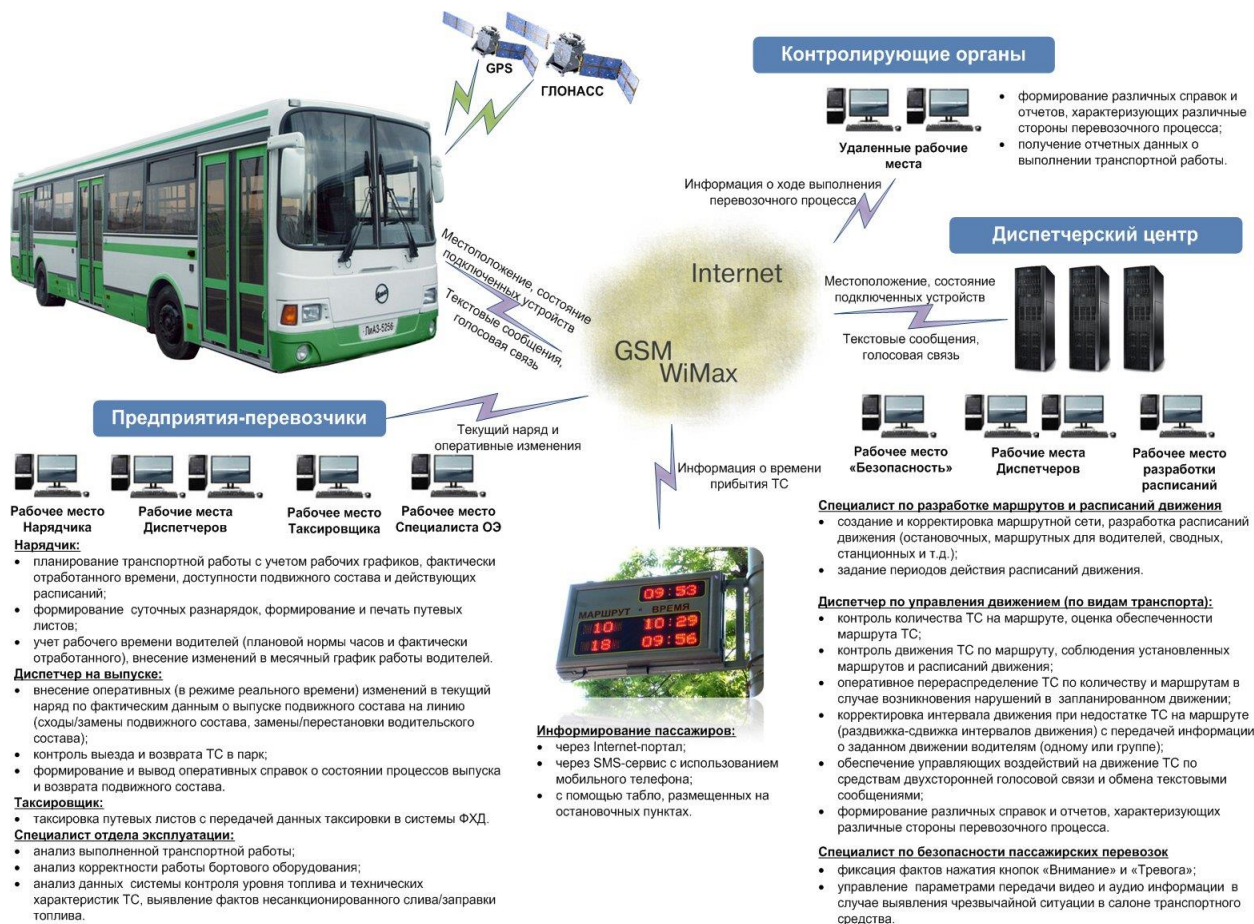 GPS
ГЛОНАСС
Контролирующие органы
Удаленные рабочие
места
• формирование различных справок и
отчетов, характеризующих различные
стороны перевозочного процесса;
• получение отчетных данных о
выполнении транспортной работы.
Информация о ходе выполнения
перевозочного процесса
Internet
GSM
WiMax
Местоположение, состояние
подключенных устройств
Текстовые сообщения,
голосовая связь
ЛиАЗ-5256
Диспетчерский центр
Местоположение, состояние
подключенных устройств
Текстовые сообщения,
голосовая связь
Рабочее место
«Безопасность»
Рабочие места
Диспетчеров
Рабочее место
разработки
расписаний
Предприятия-перевозчики
Текущий наряд и
оперативные изменения
Рабочее место
Нарядчика
Рабочие места
Диспетчеров
Рабочее место
Таксировщика
Рабочее место
Специалиста ОЭ
Нарядчик:
• планирование транспортной работы с учетом рабочих графиков, фактически
отработанного времени, доступности подвижного состава и действующих
расписаний;
• формирование суточных разнарядок, формирование и печать путевых
листов;
• учет рабочего времени водителей (плановой нормы часов и фактически
отработанного), внесение изменений в месячный график работы водителей.
Диспетчер на выпуске:
• внесение оперативных (в режиме реального времени) изменений в текущий
наряд по фактическим данным о выпуске подвижного состава на линию
(сходы/замены подвижного состава, замены/перестановки водительского
состава);
• контроль выезда и возврата ТС в парк;
• формирование и вывод оперативных справок о состоянии процессов выпуска
и возврата подвижного состава.
Таксировщик:
• таксировка путевых листов с передачей данных таксировки в системы ФХД.
Специалист отдела эксплуатации:
• анализ выполненной транспортной работы;
• анализ корректности работы бортового оборудования;
• анализ данных системы контроля уровня топлива и технических
характеристик ТС, выявление фактов несанкционированного слива/заправки
топлива.
Информация о времени
прибытия ТС
09:53
МАРШРУТ • ВРЕМЯ
10 10:29
18 09:56
Информирование пассажиров:
• через Internet-портал;
• через SMS-сервис с использованием
мобильного телефона;
• с помощью табло, размещенных на
остановочных пунктах.
Специалист по разработке маршрутов и расписаний движения
• создание и корректировка маршрутной сети, разработка расписаний
движения (остановочных, маршрутных для водителей, сводных,
станционных и т.д.);
• задание периодов действия расписаний движения.
Диспетчер по управления движением (по видам транспорта):
• контроль количества ТС на маршруте, оценка обеспеченности
маршрута ТС;
• контроль движения ТС по маршруту, соблюдения установленных
маршрутов и расписаний движения;
• оперативное перераспределение ТС по количеству и маршрутам в
случае возникновения нарушений в запланированном движении;
• корректировка интервала движения при недостатке ТС на маршруте
(раздвижка-сдвижка интервалов движения) с передачей информации
о заданном движении водителям (одному или группе);
• обеспечение управляющих воздействий на движение ТС по
средствам двухсторонней голосовой связи и обмена текстовыми
сообщениями;
• формирование различных справок и отчетов, характеризующих
различные стороны перевозочного процесса.
Специалист по безопасности пассажирских перевозок
• фиксация фактов нажатия кнопок «Внимание» и «Тревога»;
• управление параметрами передачи видео и аудио информации в
случае выявления чрезвычайной ситуации в салоне транспортного
средства.